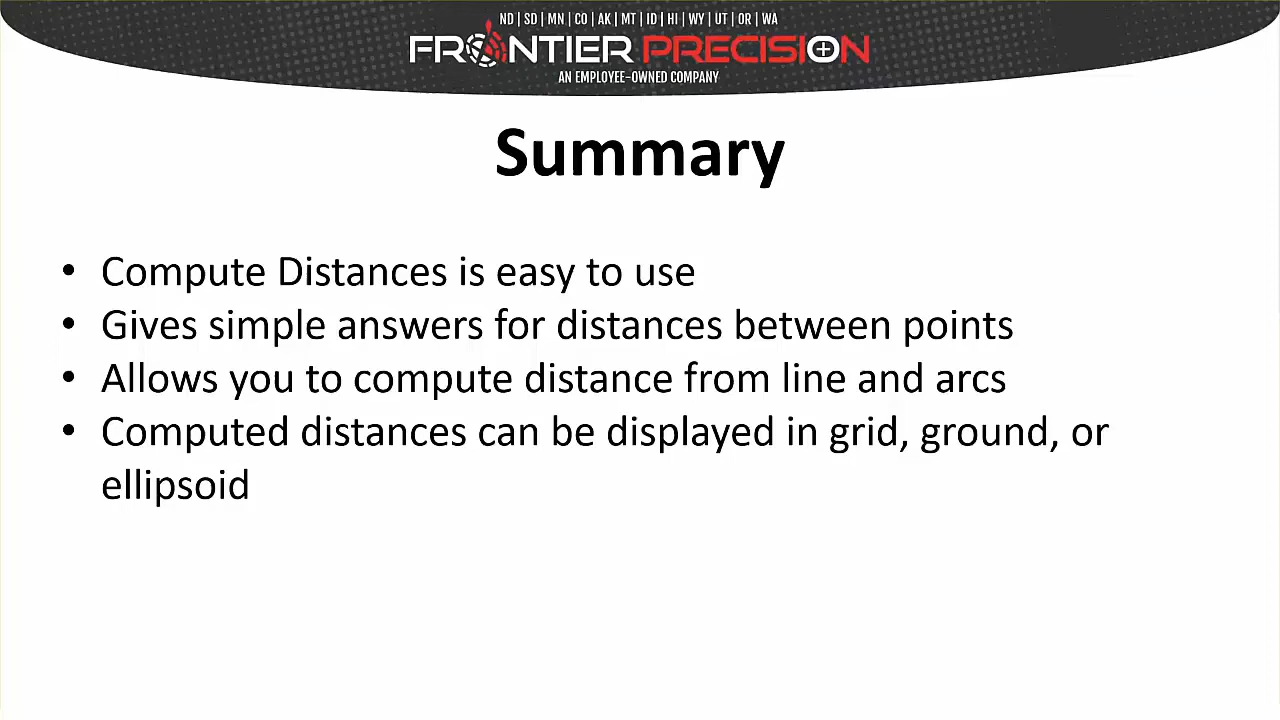 ND | SD | MN | CO | AK | MT | ID | HI | WY | UT | OR | WA
FRONTIER PRECISION
AN EMPLOYEE-OWNED COMPANY
Summary
• Compute Distances is easy to use
• Gives simple answers for distances between points
• Allows you to compute distance from line and arcs
• Computed distances can be displayed in grid, ground, or
ellipsoid